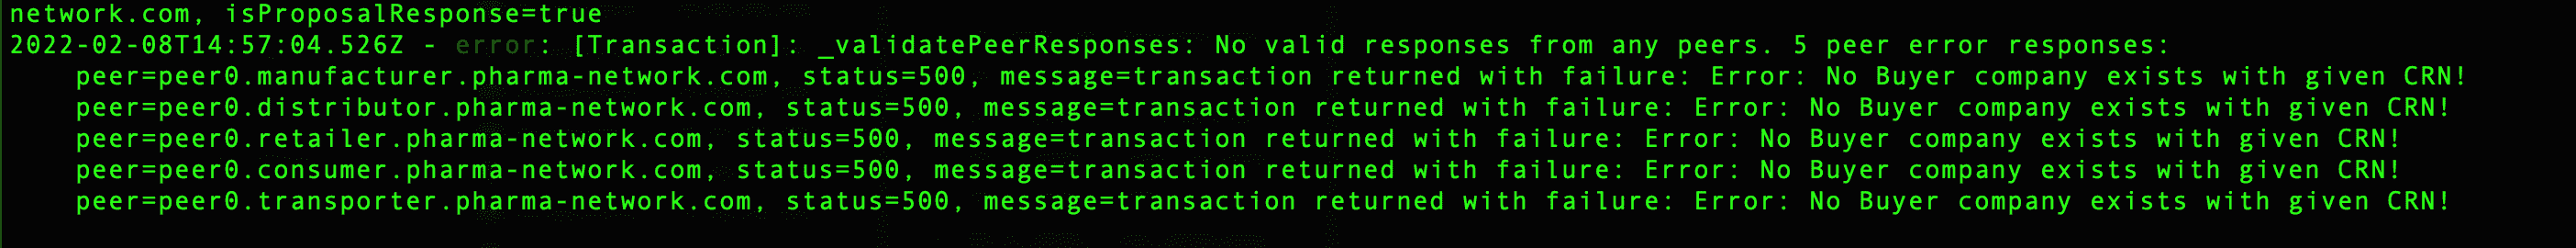 network.com, isProposalResponse=true
2022-02-08T14:57:04.526Z - error: [Transaction]: _validatePeerResponses: No valid responses from any peers. 5 peer error responses:
    peer=peer0.manufacturer.pharma-network.com, status=500, message=transaction returned with failure: Error: No Buyer company exists with given CRN!
    peer=peer0.distributor.pharma-network.com, status=500, message=transaction returned with failure: Error: No Buyer company exists with given CRN!
    peer=peer0.retailer.pharma-network.com, status=500, message=transaction returned with failure: Error: No Buyer company exists with given CRN!
    peer=peer0.consumer.pharma-network.com, status=500, message=transaction returned with failure: Error: No Buyer company exists with given CRN!
    peer=peer0.transporter.pharma-network.com, status=500, message=transaction returned with failure: Error: No Buyer company exists with given CRN!